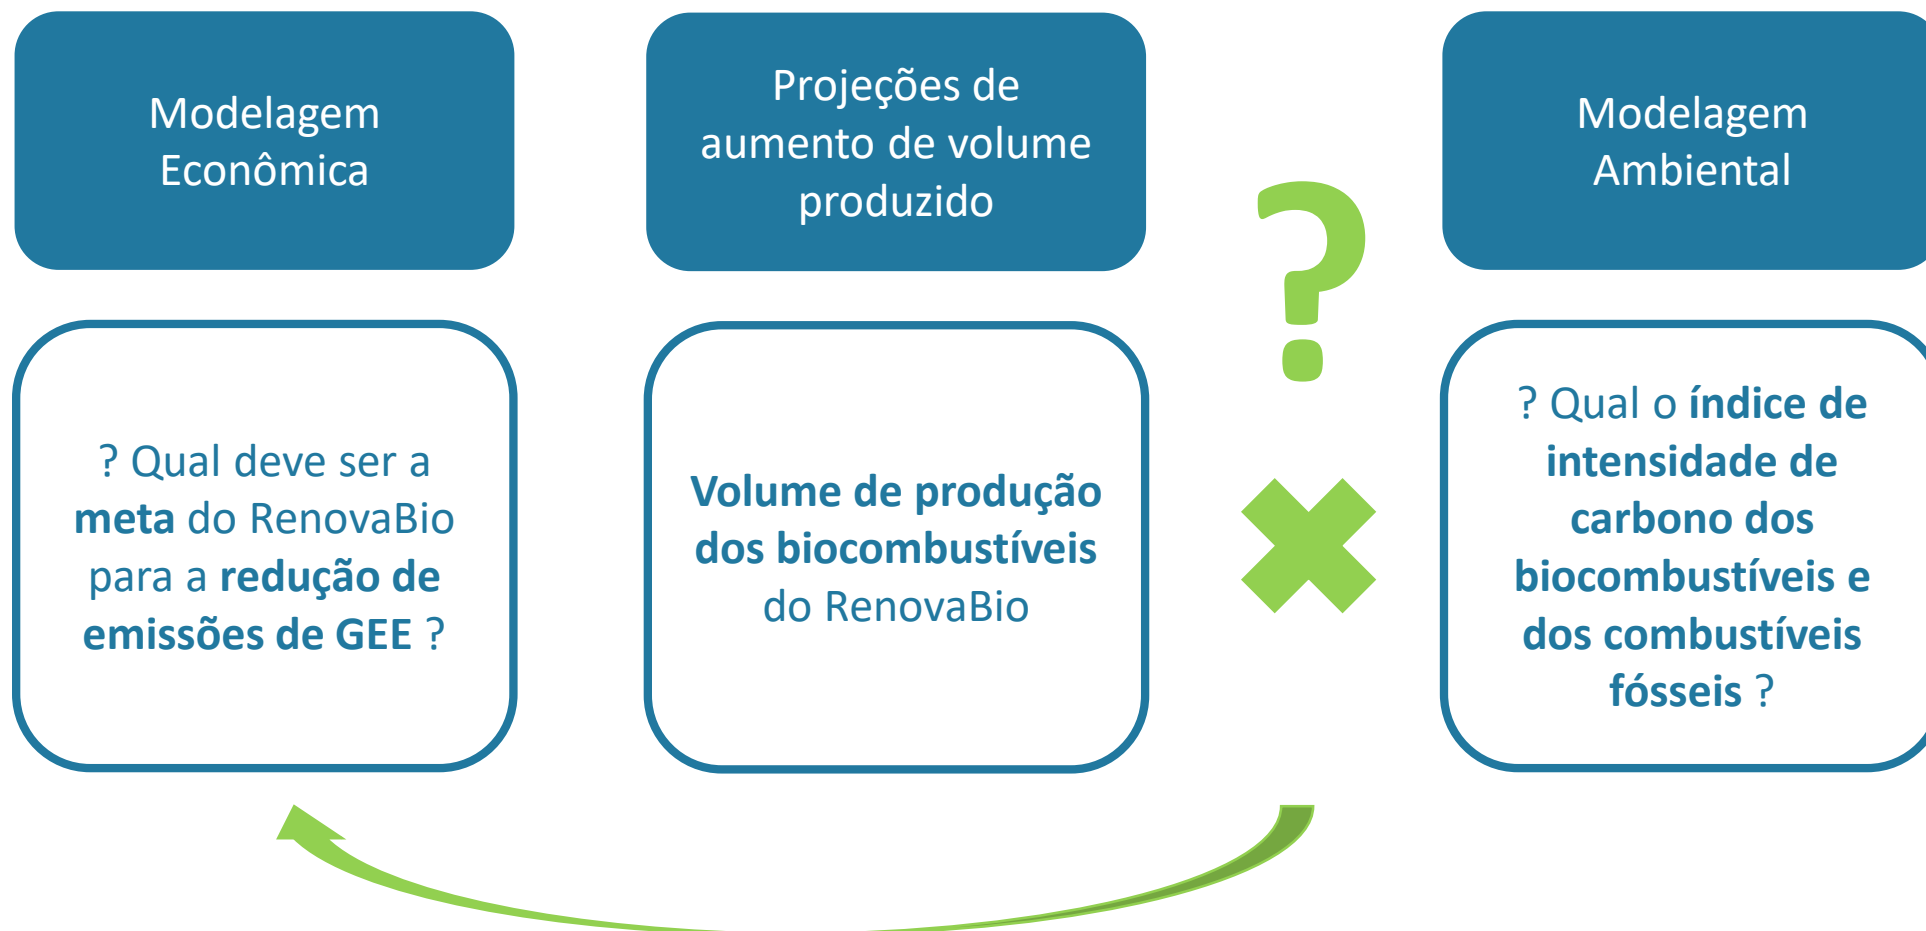 Modelagem
Econômica
Projeções de
aumento de volume
produzido
?
Modelagem
Ambiental
? Qual deve ser a
meta do RenovaBio
para a redução de
emissões de GEE ?
Volume de produção
dos biocombustíveis
do RenovaBio
? Qual o índice de
intensidade de
carbono dos
biocombustíveis e
dos combustíveis
fósseis ?